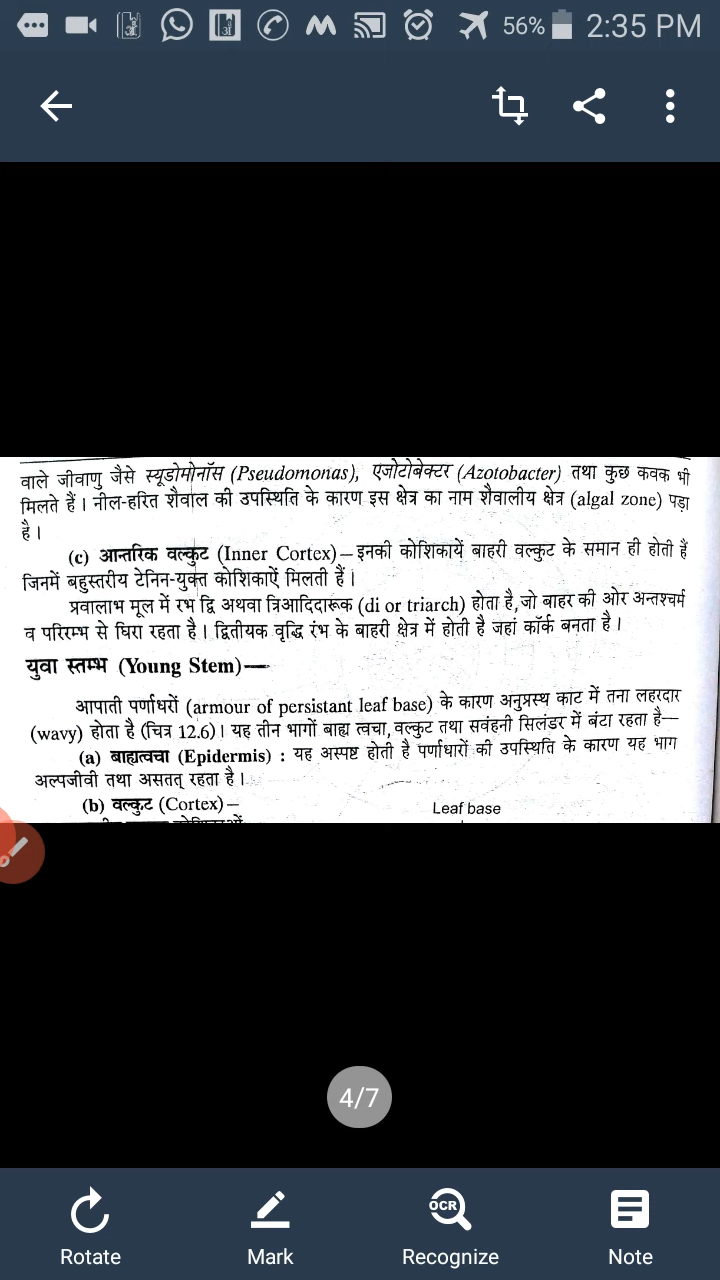 56% 2:35 PM
वाले जीवाणु जैसे स्यूडोमोनॉस (Pseudomonas), एजोटोबेक्टर (Azotobacter) तथा कुछ कवक भी
मिलते हैं। नील-हरित शैवाल की उपस्थिति के कारण इस क्षेत्र का नाम शैवालीय क्षेत्र (algal zone) पड़ा
है।
(c) आन्तरिक वल्कुट (Inner Cortex)—इनकी कोशिकायें बाहरी वल्कुट के समान ही होती हैं
जिनमें बहुस्तरीय टेनिन-युक्त कोशिकाऐं मिलती हैं।
प्रवालाभ मूल में रभ द्वि अथवा त्रिआदिदारूक (di or triarch) होता है, जो बाहर की ओर अन्तश्चर्म
व परिरम्भ से घिरा रहता है। द्वितीयक वृद्धि रंभ के बाहरी क्षेत्र में होती है जहां कॉर्क बनता है।
युवा स्तम्भ (Young Stem)—
आपाती पर्णाधरों (armour of persistant leaf base) के कारण अनुप्रस्थ काट में तना लहरदार
(wavy) होता है (चित्र 12.6)। यह तीन भागों बाह्य त्वचा, वल्कुट तथा सवंहनी सिलंडर में बंटा रहता है—
(a) बाह्यत्वचा (Epidermis) : यह अस्पष्ट होती है पर्णाधारों की उपस्थिति के कारण यह भाग
अल्पजीवी तथा असतत् रहता है।
(b) वल्कुट (Cortex)—
Leaf base
4/7
OCR
Rotate Mark Recognize Note